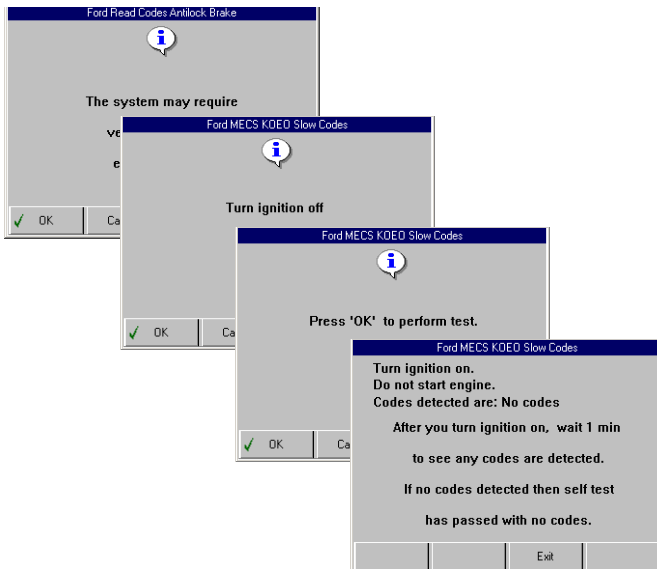 Ford Read Codes Antilock Brake
The system may require
OK
Ford MECS KOEO Slow Codes
Turn ignition off
OK
Ford MECS KOEO Slow Codes
Press 'OK' to perform test.
OK
Ford MECS KOEO Slow Codes
Turn ignition on.
Do not start engine.
Codes detected are: No codes
After you turn ignition on, wait 1 min
to see any codes are detected.
If no codes detected then self test
has passed with no codes.
Exit